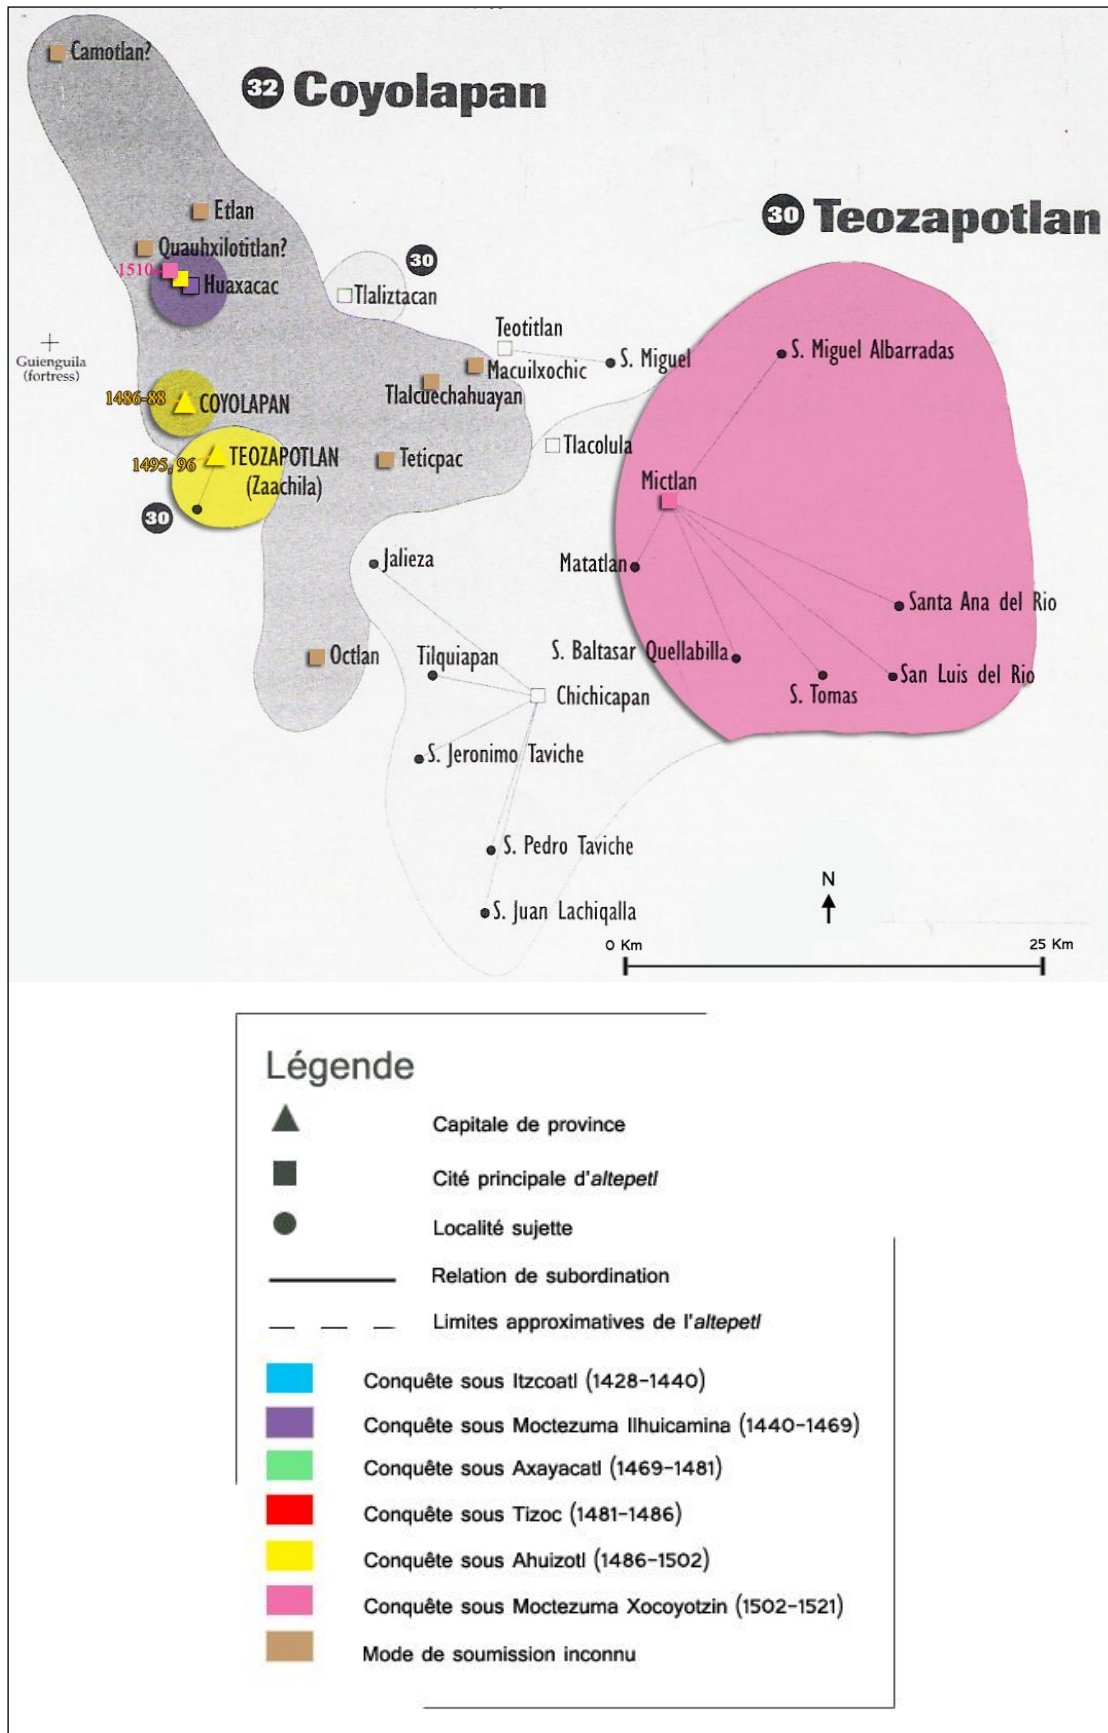 Camotlan?
32 Coyolapan
30 Teozapotlan
Etlan
Quauhxilotitlan?
1510
Huaxacac
30
Tlaliztacan
Guienguila
(fortress)
Teotitlan
S. Miguel
S. Miguel Albarradas
Macuilxochic
Tlalcuechahuayan
1486-88
COYOLAPAN
1495, 96
TEOZAPOTLAN
(Zaachila)
30
Teticpac
Tlacolula
Mictlan
Jalieza
Matatlan
Santa Ana del Rio
Octlan
Tilquiapan
S. Baltasar Quellabilla
San Luis del Rio
Chichicapan
S. Tomas
S. Jeronimo Taviche
S. Pedro Taviche
S. Juan Lachiqalla
N
0 Km
25 Km
Légende
Capitale de province
Cité principale d'altepetl
Localité sujette
Relation de subordination
Limites approximatives de l'altepetl
Conquête sous Itzcoatl (1428-1440)
Conquête sous Moctezuma Ilhuicamina (1440-1469)
Conquête sous Axayacatl (1469-1481)
Conquête sous Tizoc (1481-1486)
Conquête sous Ahuizotl (1486-1502)
Conquête sous Moctezuma Xocoyotzin (1502-1521)
Mode de soumission inconnu